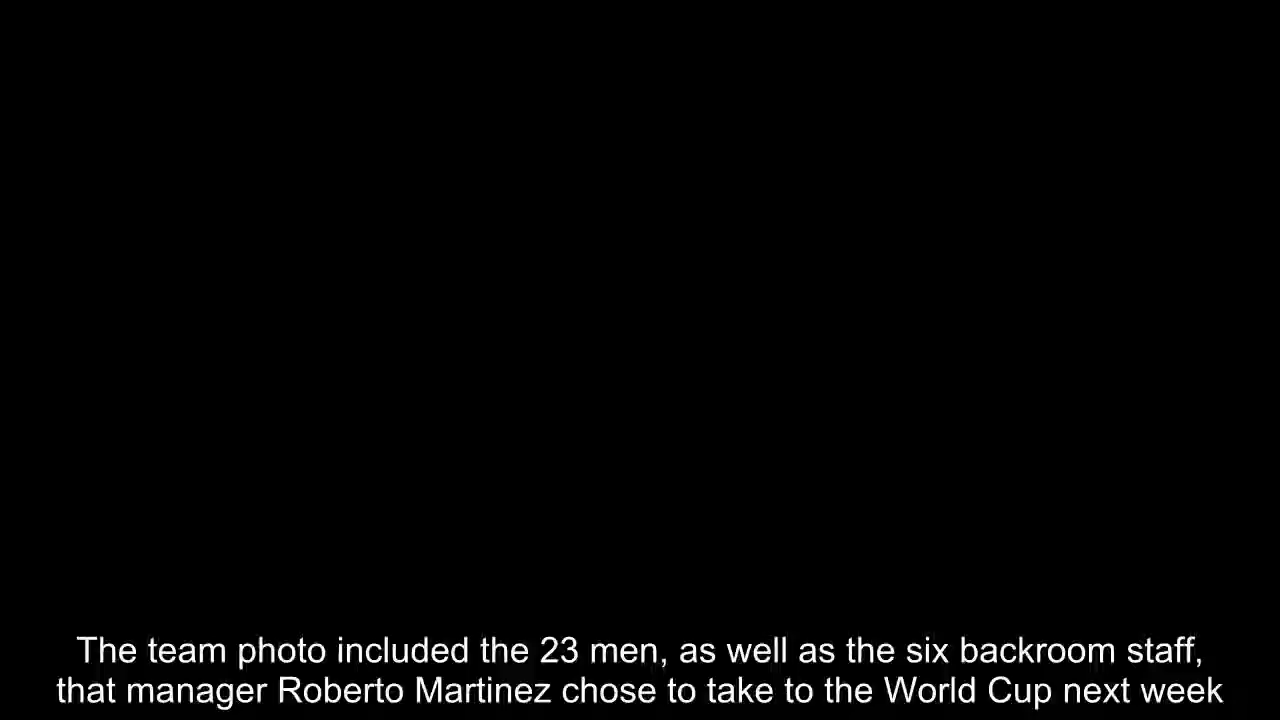 The team photo included the 23 men, as well as the six backroom staff,
that manager Roberto Martinez chose to take to the World Cup next week